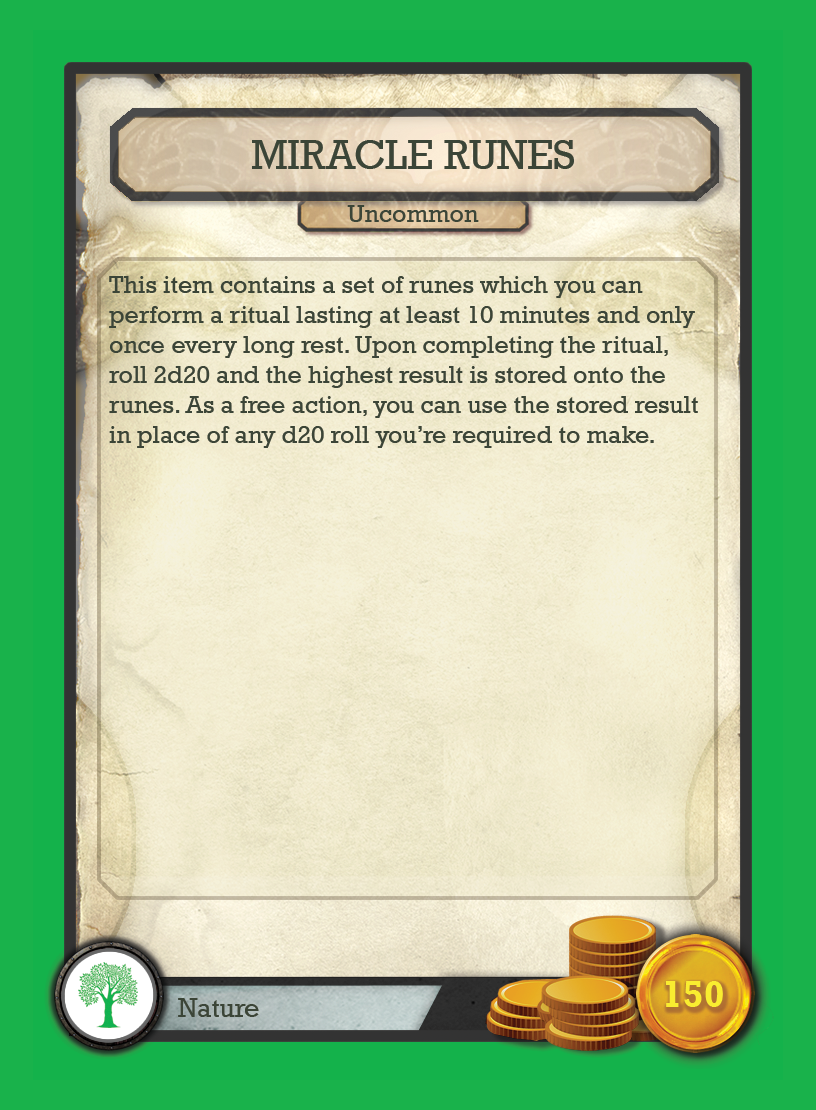 MIRACLE RUNES
Uncommon
This item contains a set of runes which you can
perform a ritual lasting at least 10 minutes and only
once every long rest. Upon completing the ritual,
roll 2d20 and the highest result is stored onto the
runes. As a free action, you can use the stored result
in place of any d20 roll you’re required to make.
Nature
150